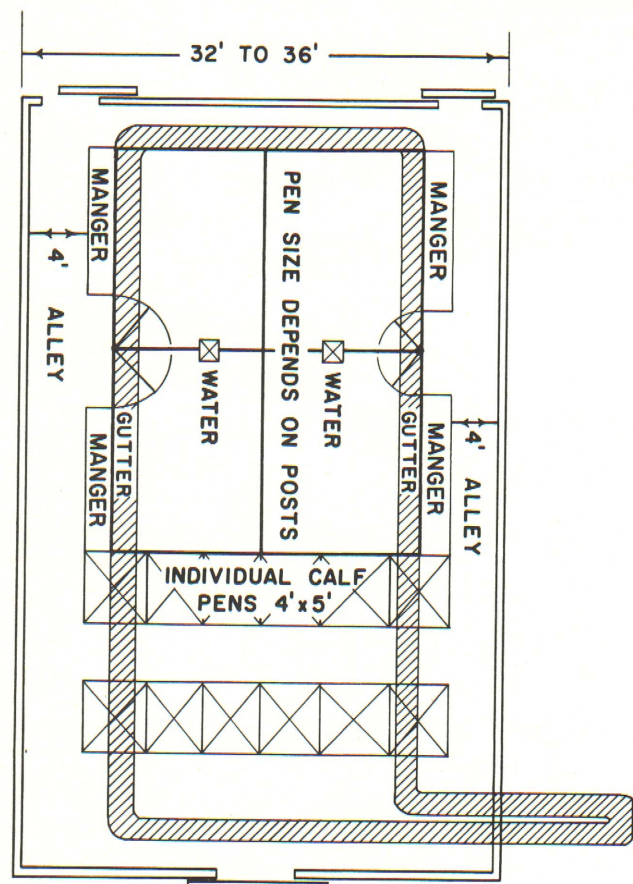 32' TO 36'
MANGER
MANGER
4' ALLEY
PEN SIZE DEPENDS ON POSTS
WATER
WATER
MANGER
GUTTER
GUTTER
MANGER
4' ALLEY
INDIVIDUAL CALF
PENS 4'x5'